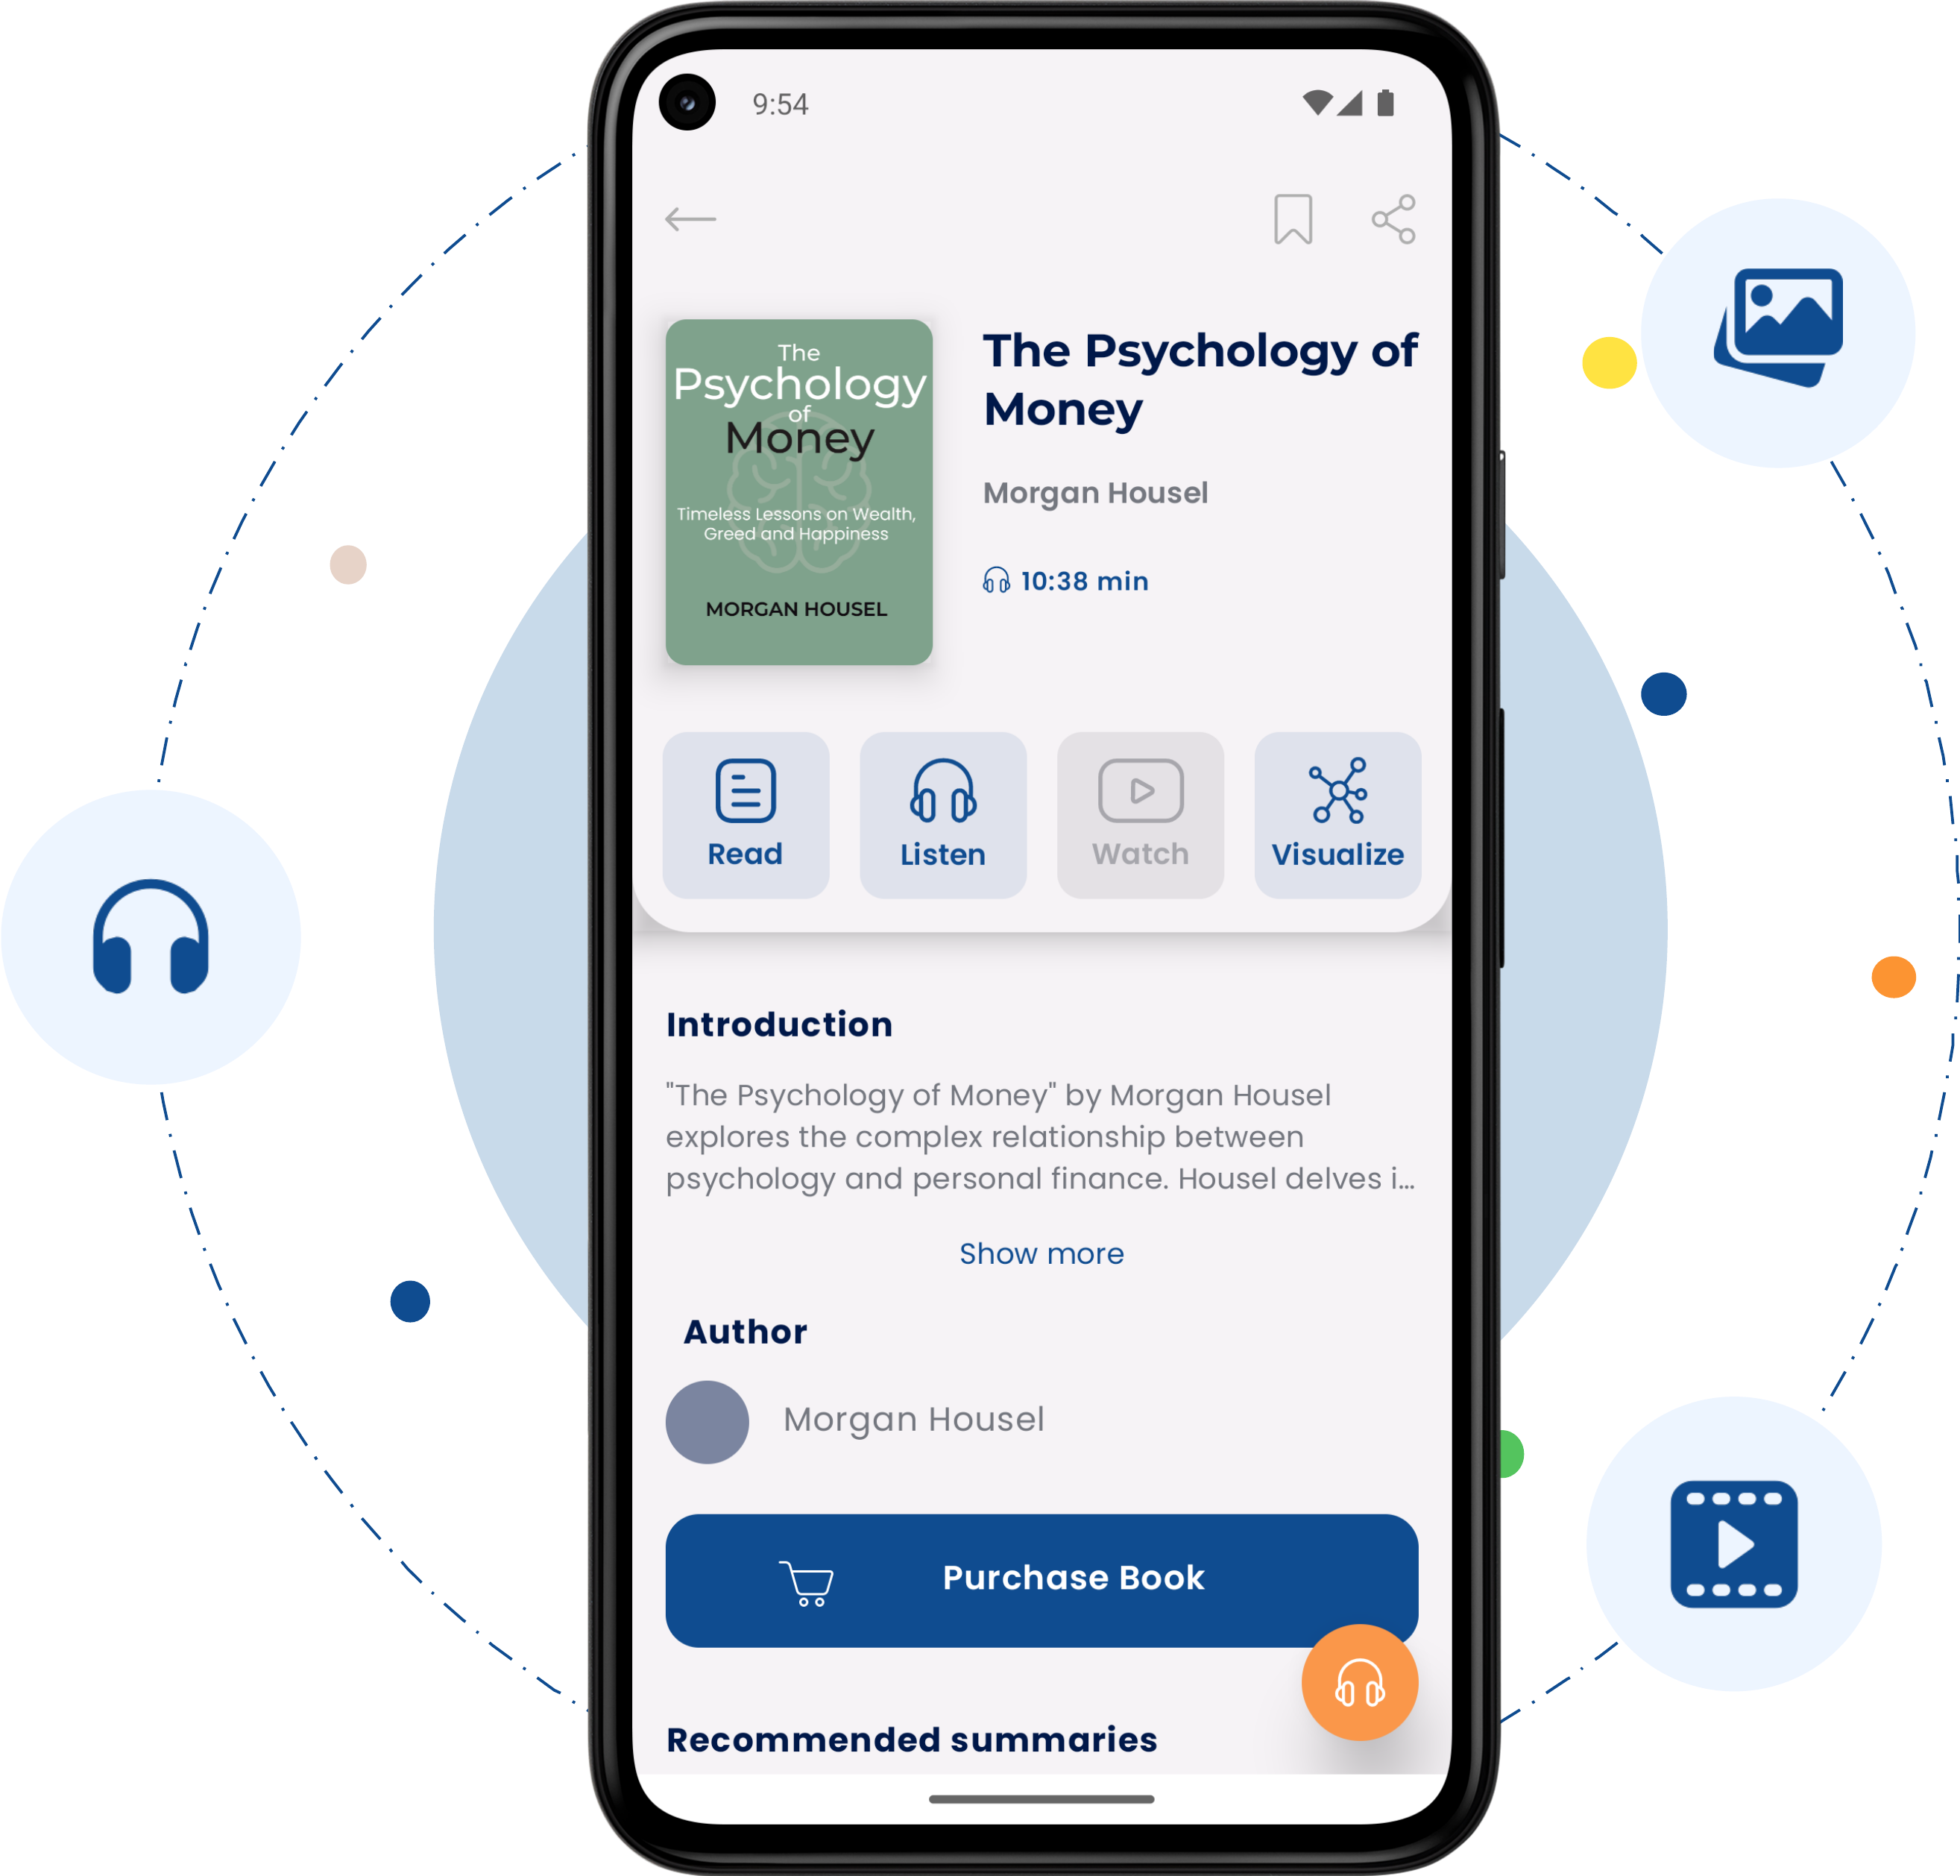 9:54
The
Psychology
of
Money
Timeless Lessons on Wealth,
Greed and Happiness
MORGAN HOUSEL
The Psychology of
Money
Morgan Housel
10:38 min
Read
Listen
Watch
Visualize
Introduction
"The Psychology of Money" by Morgan Housel
explores the complex relationship between
psychology and personal finance. Housel delves i...
Show more
Author
Morgan Housel
Purchase Book
Recommended summaries